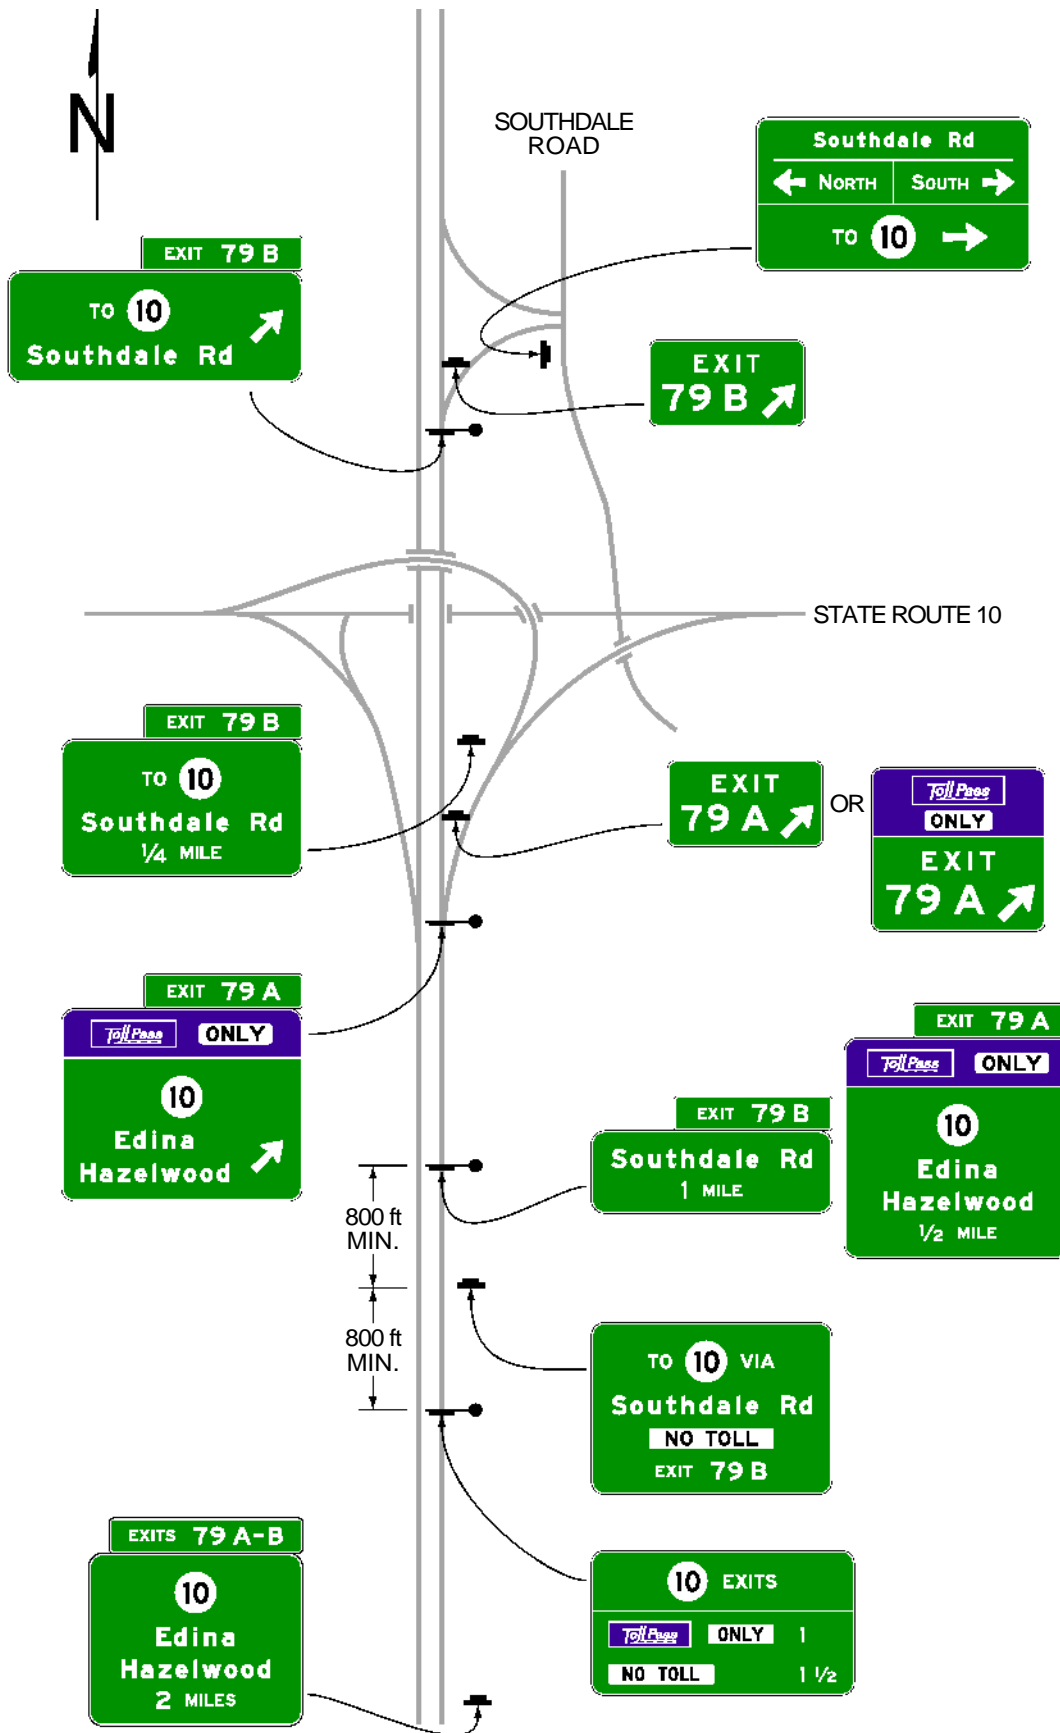 N
SOUTHDALE
ROAD
Southdale Rd
NORTH SOUTH
TO 10
EXIT 79 B
TO 10
Southdale Rd
EXIT
79 B
STATE ROUTE 10
EXIT 79 B
TO 10
Southdale Rd
1/4 MILE
EXIT
79 A
OR
Toll Pass
ONLY
EXIT
79 A
EXIT 79 A
Toll Pass ONLY
10
Edina
Hazelwood
EXIT 79 A
Toll Pass ONLY
10
Edina
Hazelwood
1/2 MILE
EXIT 79 B
Southdale Rd
1 MILE
800 ft
MIN.
800 ft
MIN.
TO 10 VIA
Southdale Rd
NO TOLL
EXIT 79 B
EXITS 79 A-B
10
Edina
Hazelwood
2 MILES
10 EXITS
Toll Pass ONLY 1
NO TOLL 1 1/2